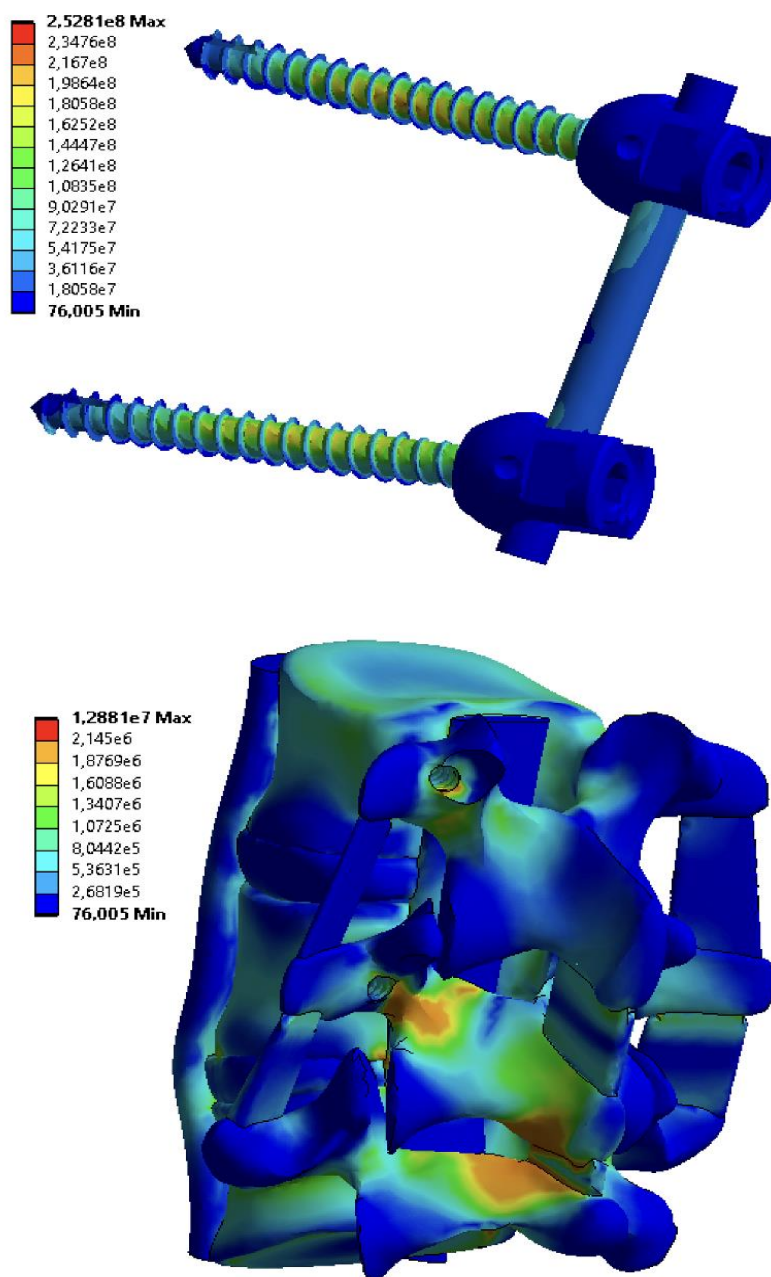 2,5281e8 Max
2,3476e8
2,167e8
1,9864e8
1,8058e8
1,6252e8
1,4447e8
1,2641e8
1,0835e8
9,0291e7
7,2233e7
5,4175e7
3,6116e7
1,8058e7
76,005 Min
1,2881e7 Max
2,145e6
1,8769e6
1,6088e6
1,3407e6
1,0725e6
8,0442e5
5,3631e5
2,6819e5
76,005 Min